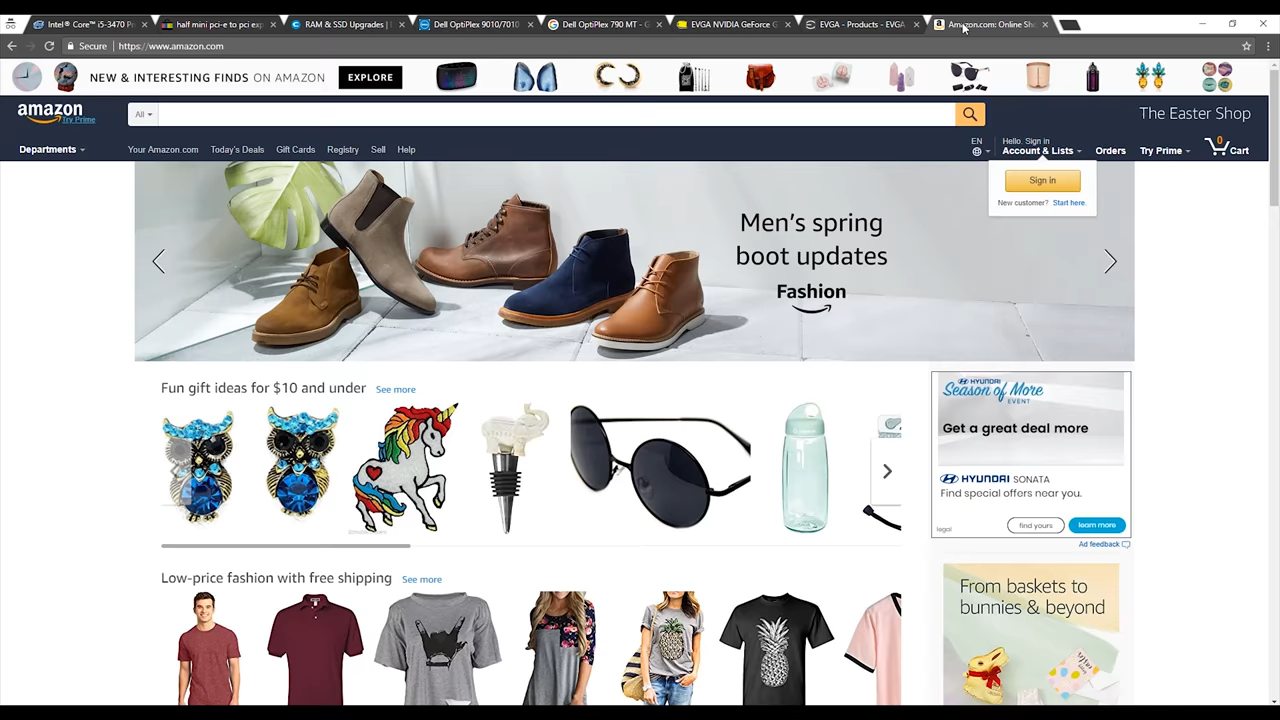 Intel® Core™ i5-3470 P
half mini pci-e to pci exp
RAM & SSD Upgrades |
Dell OptiPlex 9010/7010
Dell OptiPlex 790 MT - G
EVGA NVIDIA GeForce G
EVGA - Products - EVGA
Amazon.com: Online Sh
Secure
https://www.amazon.com
NEW & INTERESTING FINDS ON AMAZON
EXPLORE
amazon
Try Prime
All
The Easter Shop
Departments
Your Amazon.com
Today's Deals
Gift Cards
Registry
Sell
Help
EN
Hello. Sign in
Account & Lists
Orders
Try Prime
0
Cart
Sign in
New customer? Start here.
Men's spring
boot updates
Fashion
Fun gift ideas for $10 and under
See more
HYUNDAI
Season of More
EVENT
Get a great deal more
HYUNDAI SONATA
Find special offers near you.
legal
find yours
learn more
Ad feedback
Low-price fashion with free shipping
See more
From baskets to
bunnies & beyond